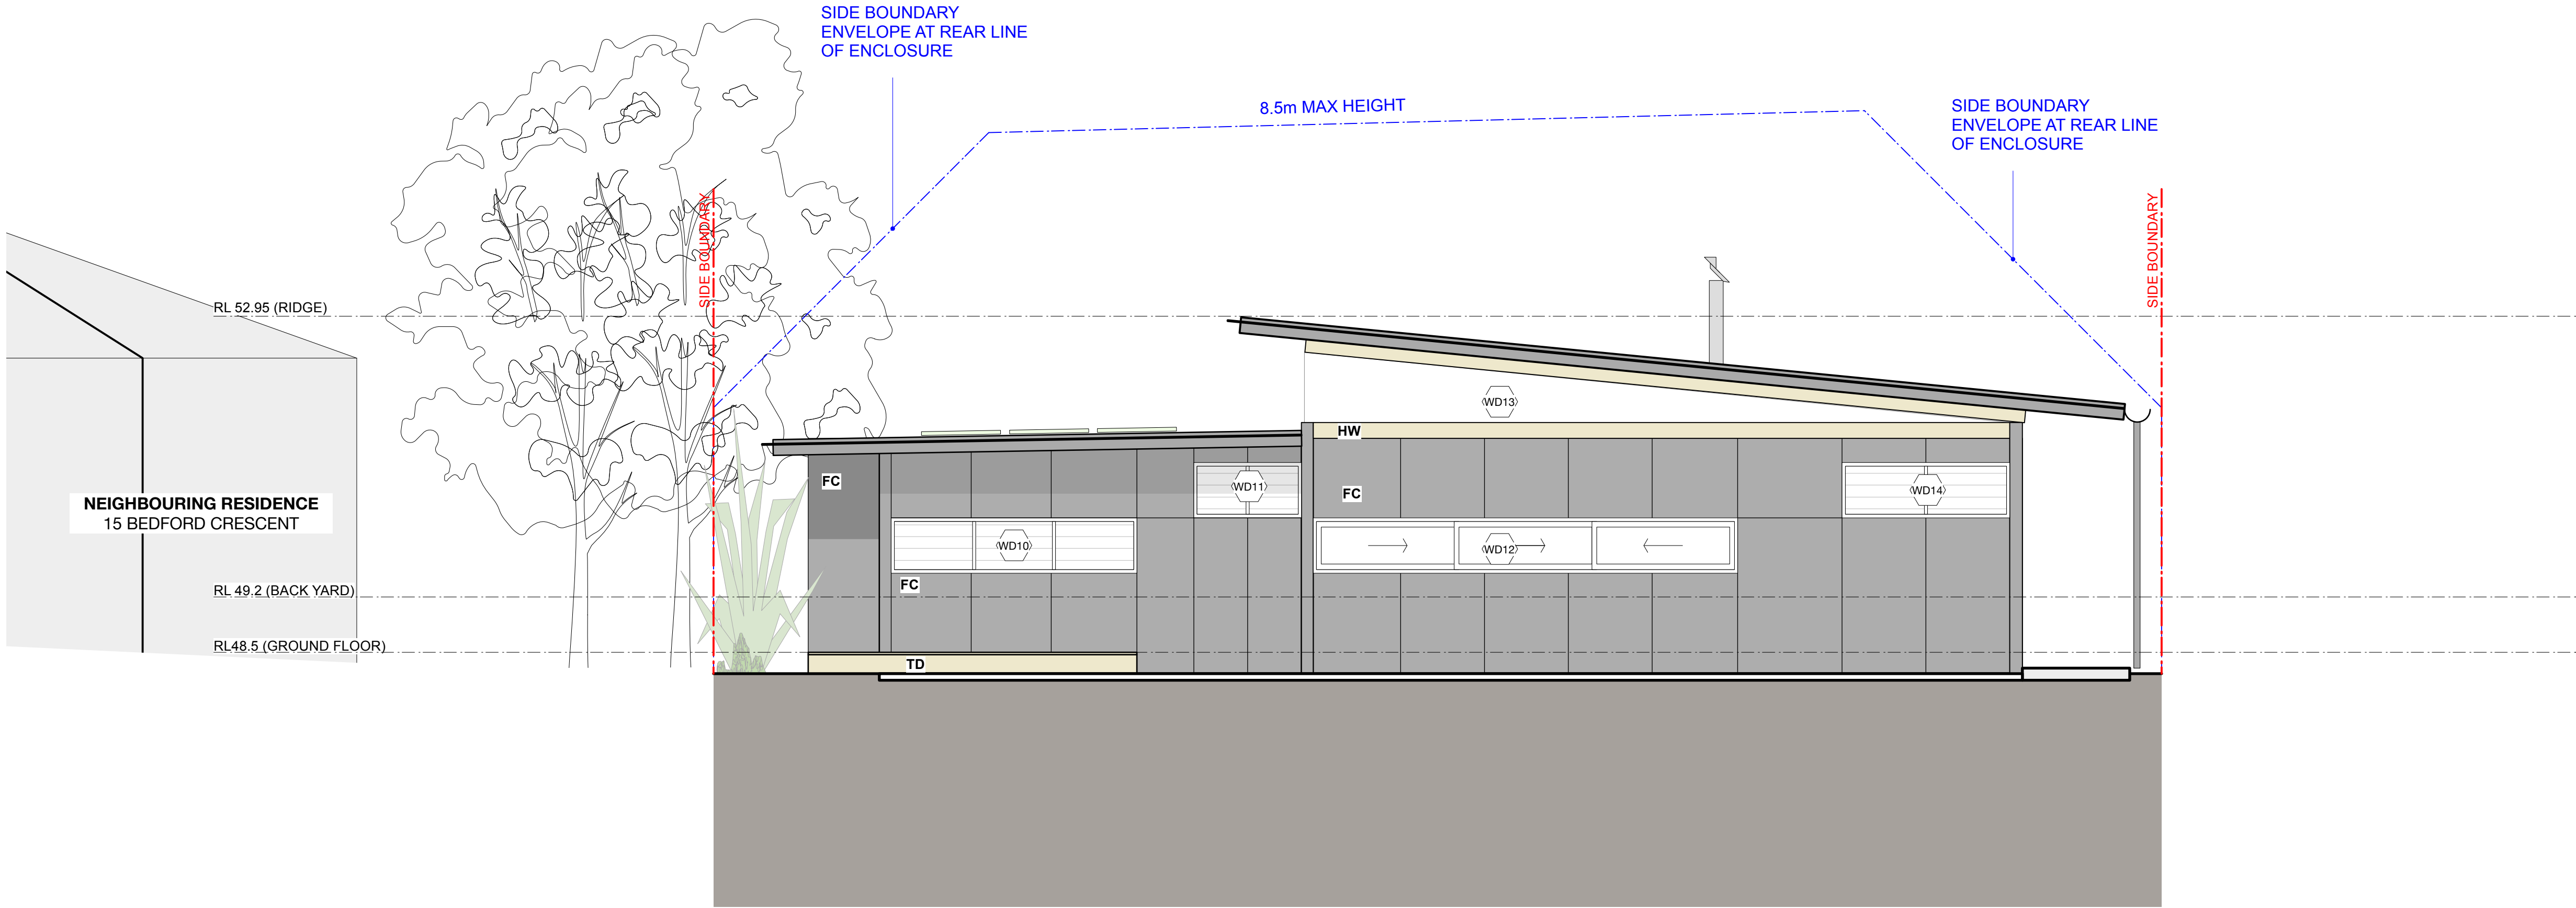 SIDE BOUNDARY
ENVELOPE AT REAR LINE
OF ENCLOSURE
8.5m MAX HEIGHT
SIDE BOUNDARY
ENVELOPE AT REAR LINE
OF ENCLOSURE
SIDE BOUNDARY
SIDE BOUNDARY
RL 52.95 (RIDGE)
WD13
HW
FC
WD11
FC
WD14
NEIGHBOURING RESIDENCE
15 BEDFORD CRESCENT
WD10
WD12
FC
RL 49.2 (BACK YARD)
RL48.5 (GROUND FLOOR)
TD